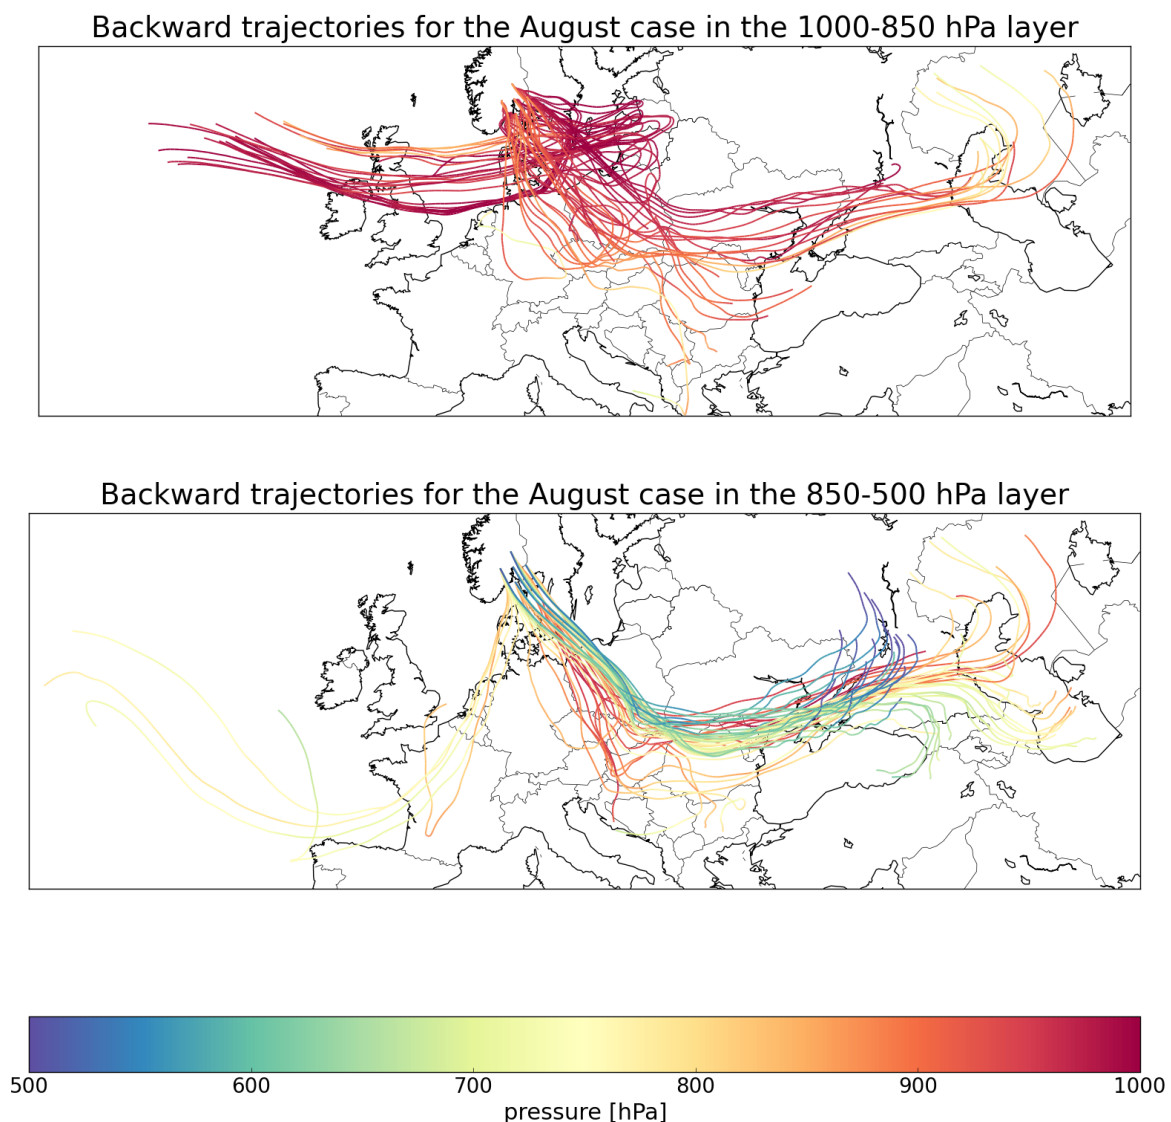 Backward trajectories for the August case in the 1000-850 hPa layer
Backward trajectories for the August case in the 850-500 hPa layer
500 600 700 800 900 1000
pressure [hPa]